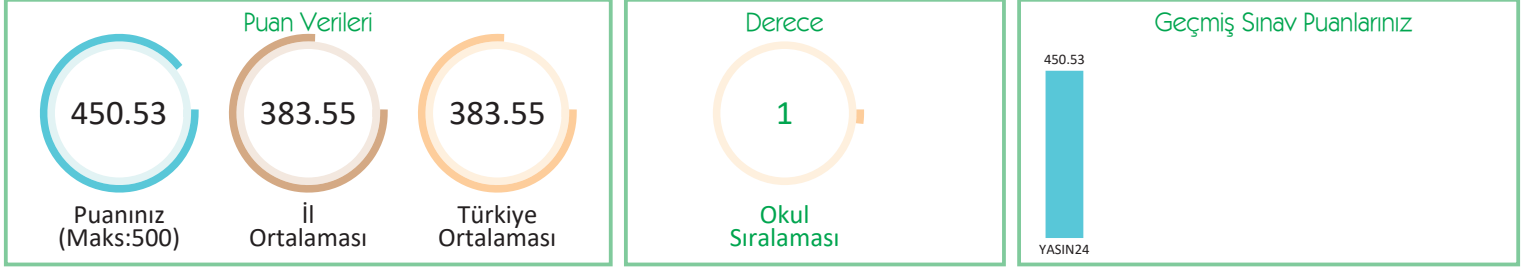 Puan Verileri
450.53
383.55
383.55
Puanınız
(Maks:500)
İl
Ortalaması
Türkiye
Ortalaması
Derece
1
Okul
Sıralaması
Geçmiş Sınav Puanlarınız
450.53
YASIN24